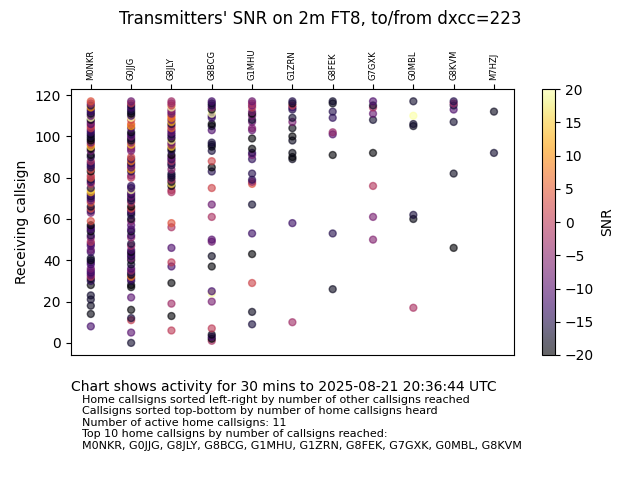 Transmitters' SNR on 2m FT8, to/from dxcc=223
M0NKR G0JJG G8JLY G8BCG G1MHU G1ZRN G8FEK G7GXK G0MBL G8KVM M7HZJ
120
100
80
60
40
20
0
Receiving callsign
20
15
10
5
0
−5
−10
−15
−20
SNR
Chart shows activity for 30 mins to 2025-08-21 20:36:44 UTC
Home callsigns sorted left-right by number of other callsigns reached
Callsigns sorted top-bottom by number of home callsigns heard
Number of active home callsigns: 11
Top 10 home callsigns by number of callsigns reached:
M0NKR, G0JJG, G8JLY, G8BCG, G1MHU, G1ZRN, G8FEK, G7GXK, G0MBL, G8KVM